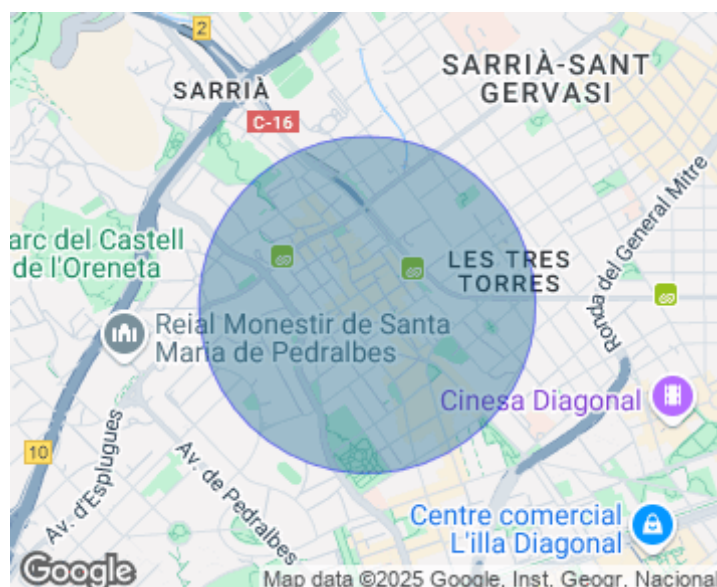 2
SARRIÀ
SARRIÀ-SANT
GERVASI
C-16
arc del Castell
de l'Oreneta
LES TRES
TORRES
Ronda del General Mitre
Reial Monestir de Santa
Maria de Pedralbes
Cinesa Diagonal
10
Av. d'Esplugues
Av. de Pedralbes
Centre comercial
L'illa Diagonal
Google
Map data ©2025 Google, Inst. Geogr. Nacional